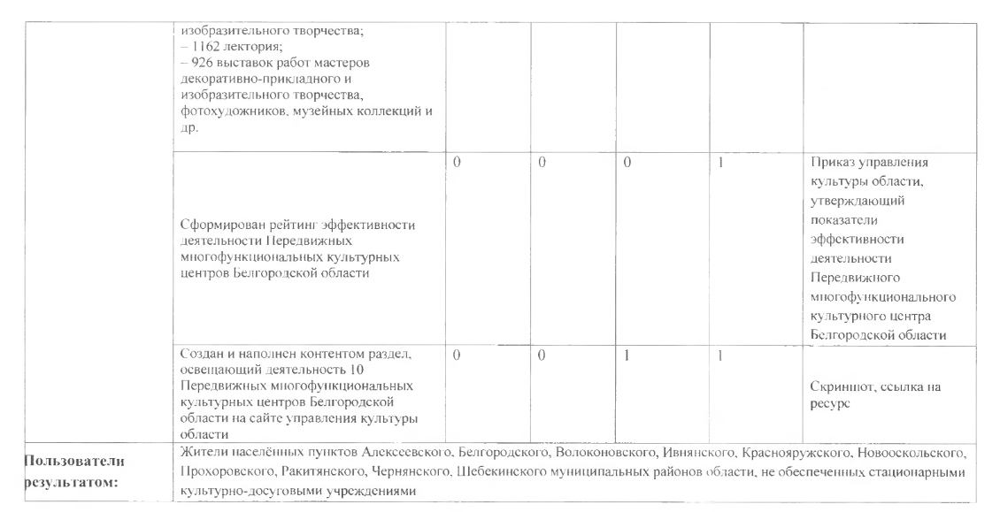 изобразительного творчества;
– 1162 лектория;
– 926 выставок работ мастеров
декоративно-прикладного и
изобразительного творчества,
фотохудожников, музейных коллекций и
др.
Сформирован рейтинг эффективности
деятельности Передвижных
многофункциональных культурных
центров Белгородской области
0
0
0
1
Приказ управления
культуры области,
утверждающий
показатели
эффективности
деятельности
Передвижного
многофункционального
культурного центра
Белгородской области
Создан и наполнен контентом раздел,
освещающий деятельность 10
Передвижных многофункциональных
культурных центров Белгородской
области на сайте управления культуры
области
0
0
1
1
Скриншот, ссылка на
ресурс
Пользователи
результатом:
Жители населённых пунктов Алексеевского, Белгородского, Волоконовского, Ивнянского, Краснояружского, Новооскольского,
Прохоровского, Ракитянского, Чернянского, Шебекинского муниципальных районов области, не обеспеченных стационарными
культурно-досуговыми учреждениями